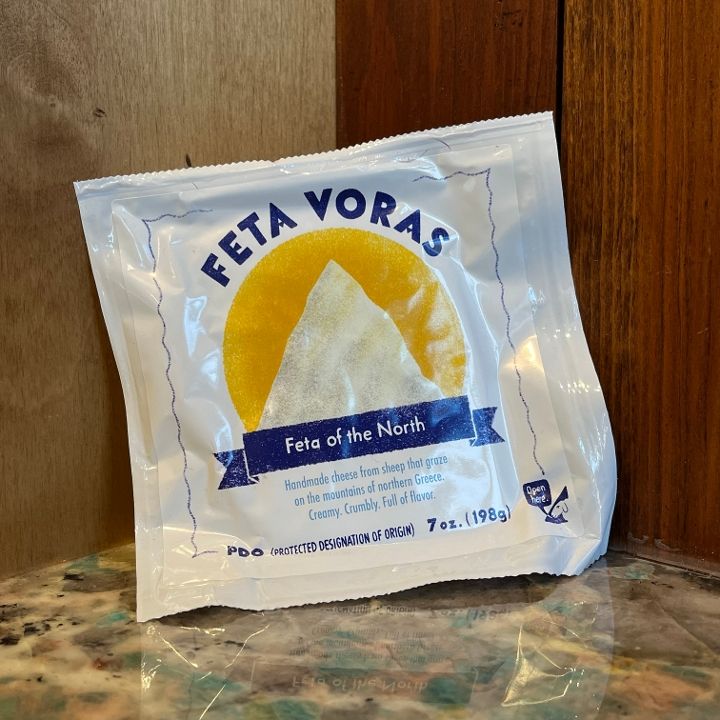 FETA VORAS
Feta of the North
Handmade cheese from sheep that graze
on the mountains of northern Greece.
Creamy. Crumbly. Full of flavor.
Open
here.
PDO (PROTECTED DESIGNATION OF ORIGIN) 7 oz. (198g)